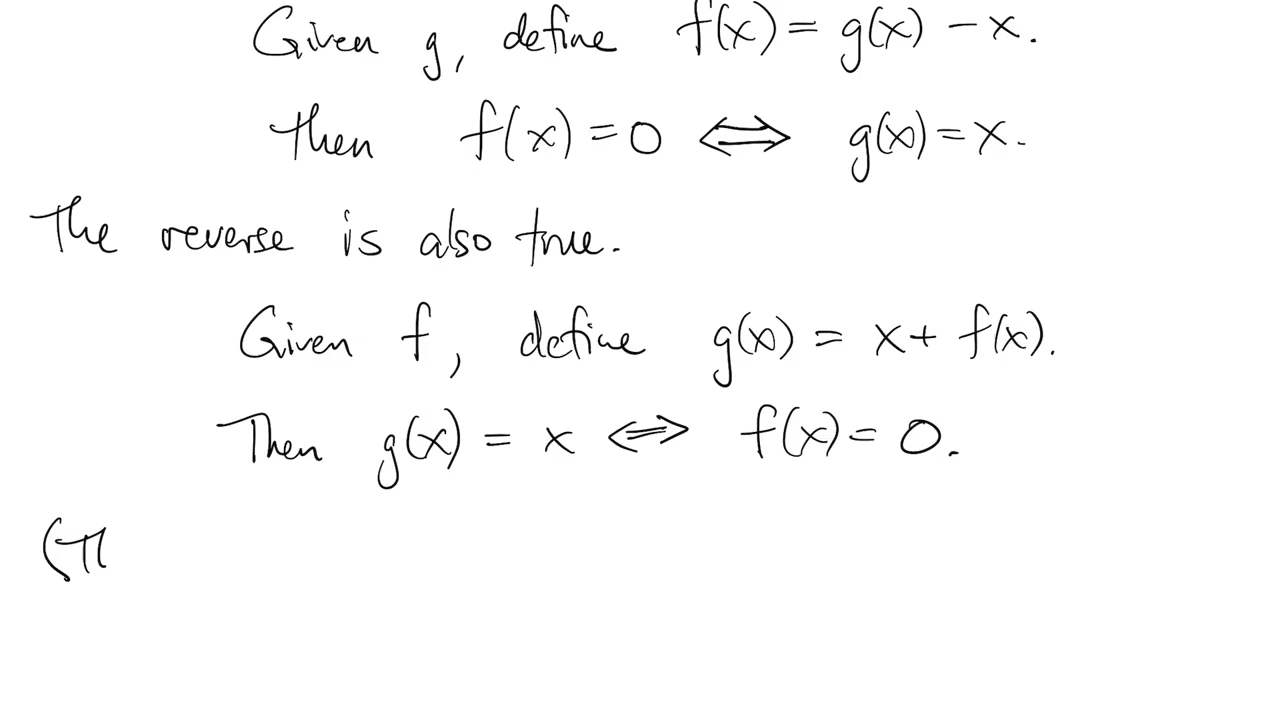 Given g, define f(x) = g(x) - x.
then f(x) = 0 ⟺ g(x) = x.
The reverse is also true.
Given f, define g(x) = x + f(x).
Then g(x) = x ⟺ f(x) = 0.